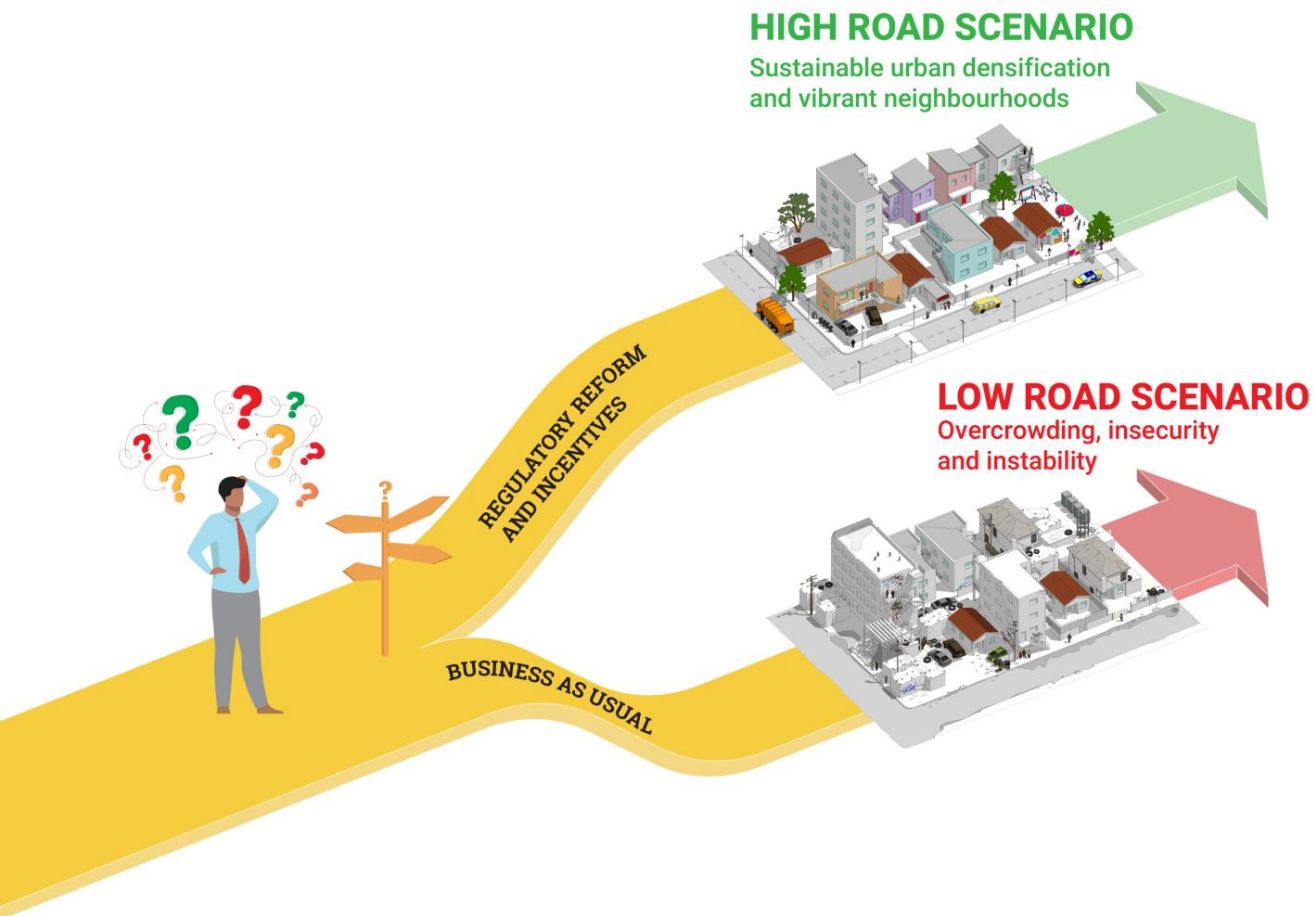 HIGH ROAD SCENARIO
Sustainable urban densification
and vibrant neighbourhoods
REGULATORY REFORM
AND INCENTIVES
LOW ROAD SCENARIO
Overcrowding, insecurity
and instability
BUSINESS AS USUAL
? ? ? ? ? ? ? ?
?